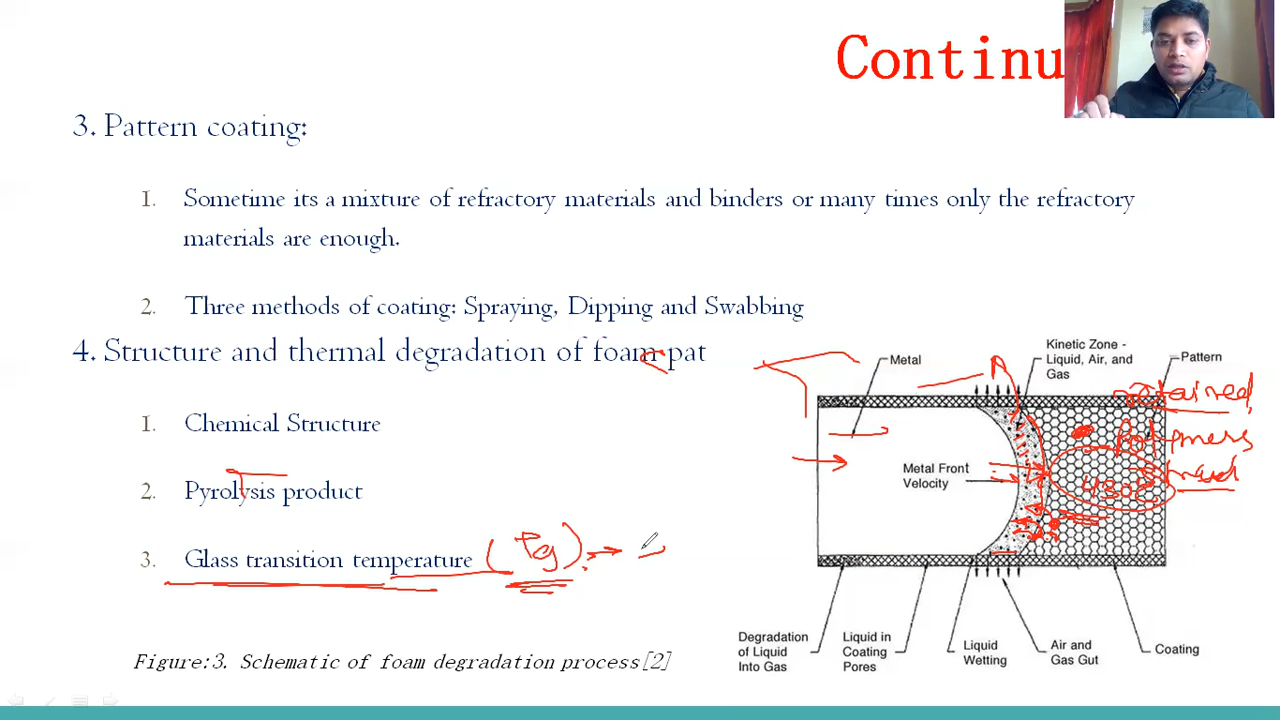 Continu
3. Pattern coating:
1. Sometime its a mixture of refractory materials and binders or many times only the refractory
materials are enough.
2. Three methods of coating: Spraying, Dipping and Swabbing
4. Structure and thermal degradation of foam pat
1. Chemical Structure
2. Pyrolysis product
3. Glass transition temperature (Tg)
Metal
Kinetic Zone -
Liquid, Air, and
Gas
Pattern
retained
Polymers
Metal Front
Velocity
Degradation
of Liquid
Into Gas
Liquid in
Coating
Pores
Liquid
Wetting
Air and
Gas Gut
Coating
Figure:3. Schematic of foam degradation process[2]